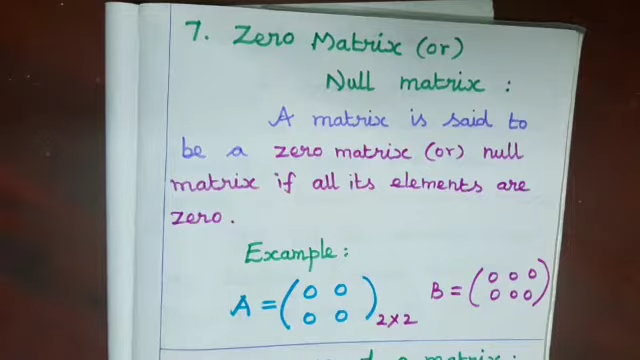 7. Zero Matrix (or)
Null matrix :
A matrix is said to
be a zero matrix (or) null
matrix if all its elements are
zero.
Example:
A = ( 0 0
0 0 ) 2×2
B = ( 0 0 0
0 0 0 )
a matrix: